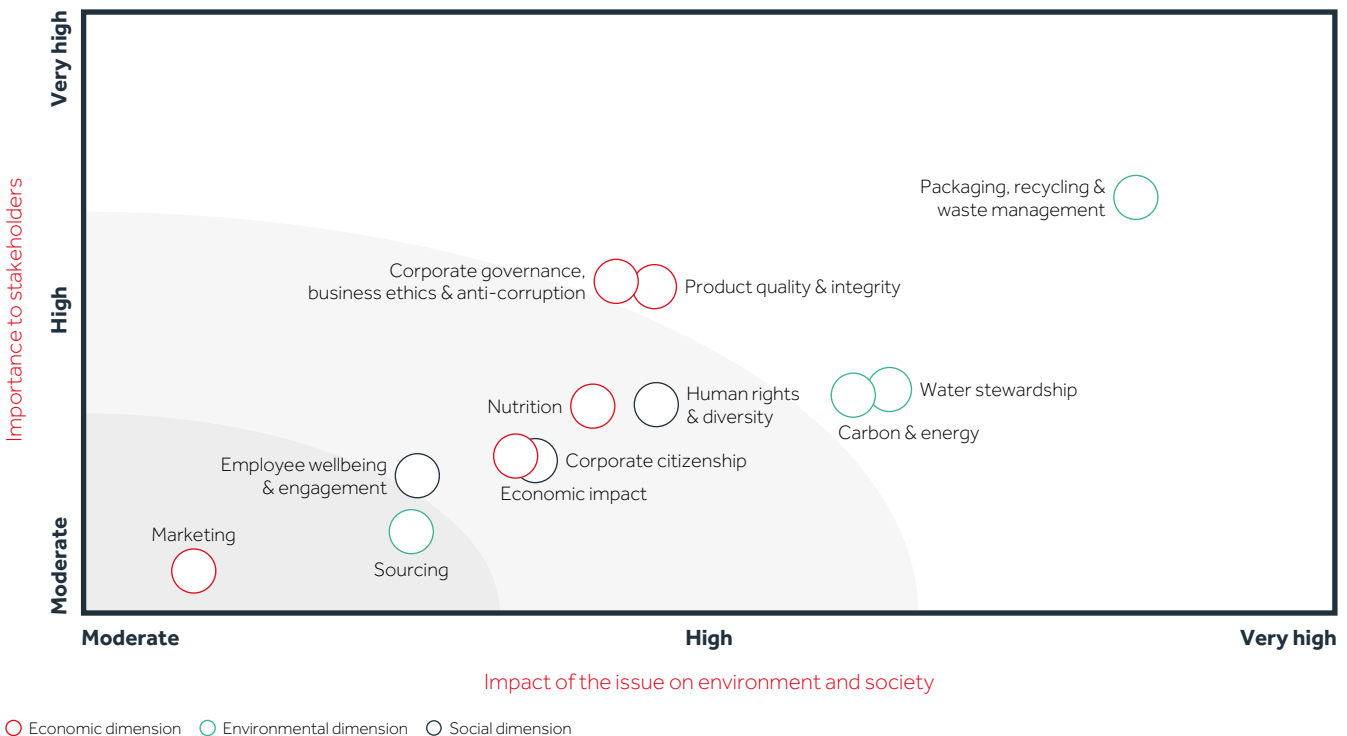 Very high
High
Moderate
Importance to stakeholders
Packaging, recycling &
waste management
Corporate governance,
business ethics & anti-corruption
Product quality & integrity
Nutrition
Human rights
& diversity
Water stewardship
Carbon & energy
Employee wellbeing
& engagement
Corporate citizenship
Economic impact
Marketing
Sourcing
Moderate
High
Very high
Impact of the issue on environment and society
Economic dimension
Environmental dimension
Social dimension